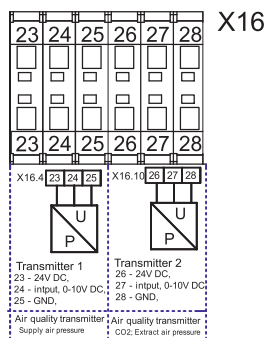 X16
23 24 25 26 27 28
23 24 25 26 27 28
X16.4 23 24 25
X16.10 26 27 28
U
P
U
P
Transmitter 1
23 - 24V DC,
24 - intput, 0-10V DC
25 - GND,
Transmitter 2
26 - 24V DC,
27 - intput, 0-10V DC
28 - GND,
Air quality transmitter
Supply air pressure
Air quality transmitter
CO2; Extract air pressure